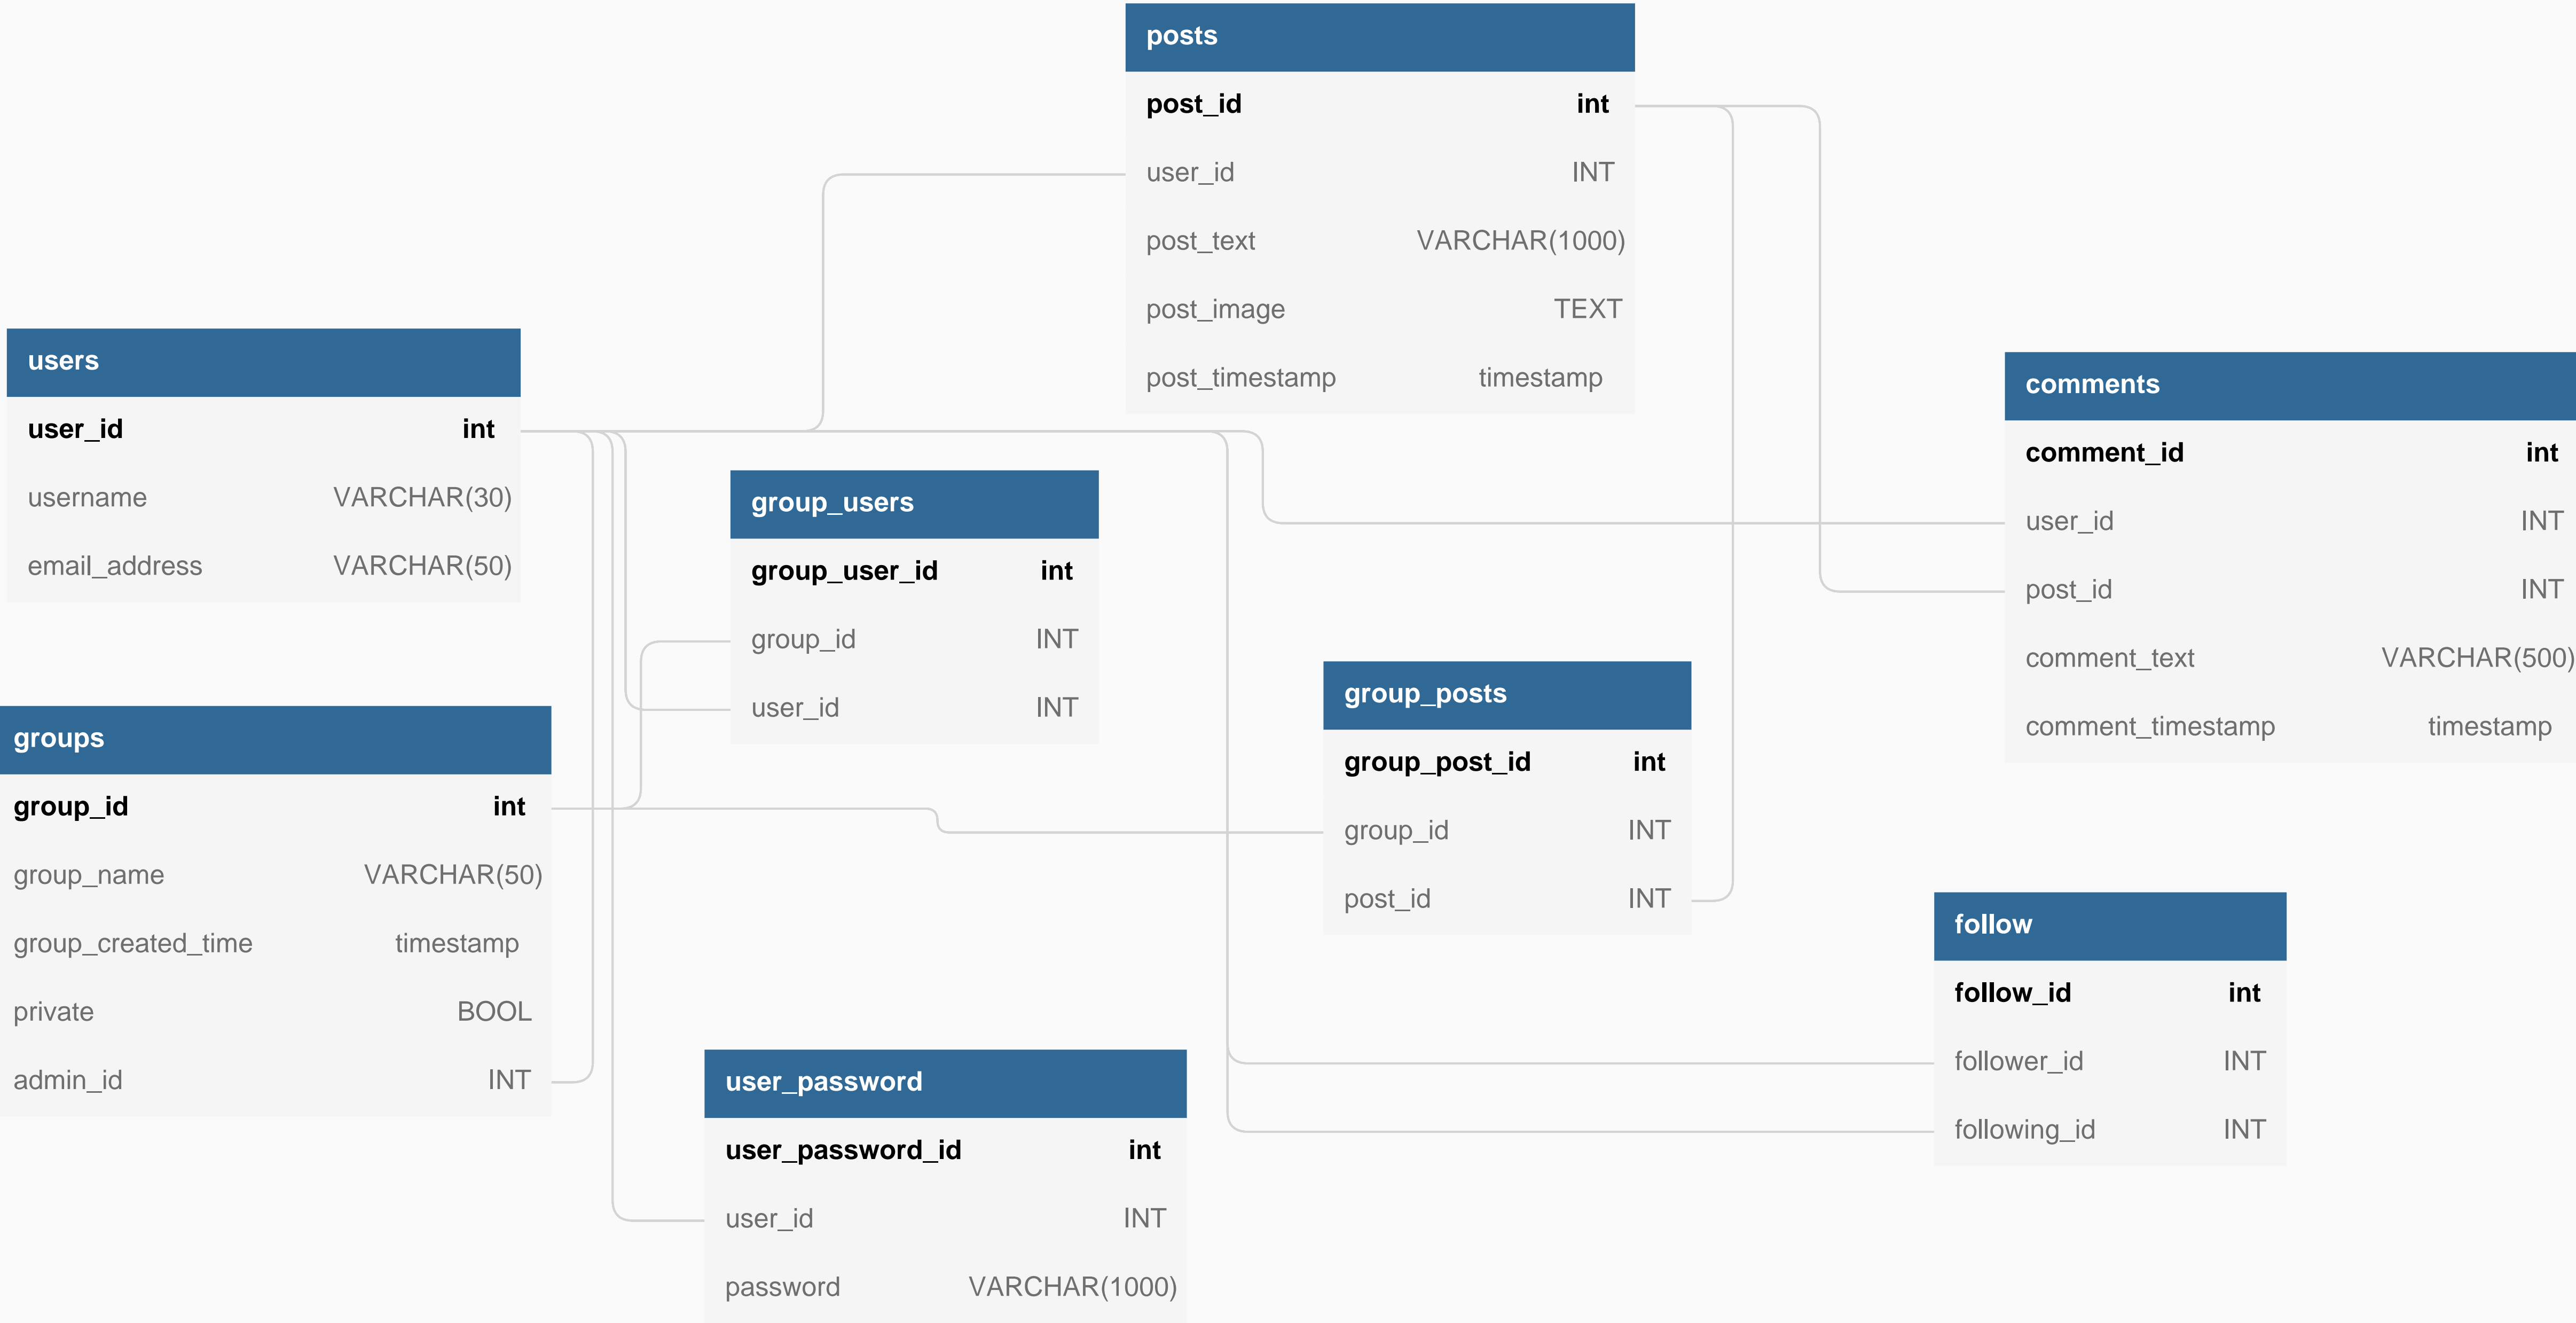 posts
post_id int
user_id INT
post_text VARCHAR(1000)
post_image TEXT
post_timestamp timestamp
users
user_id int
username VARCHAR(30)
email_address VARCHAR(50)
comments
comment_id int
user_id INT
post_id INT
comment_text VARCHAR(500)
comment_timestamp timestamp
group_users
group_user_id int
group_id INT
user_id INT
group_posts
group_post_id int
group_id INT
post_id INT
groups
group_id int
group_name VARCHAR(50)
group_created_time timestamp
private BOOL
admin_id INT
follow
follow_id int
follower_id INT
following_id INT
user_password
user_password_id int
user_id INT
password VARCHAR(1000)